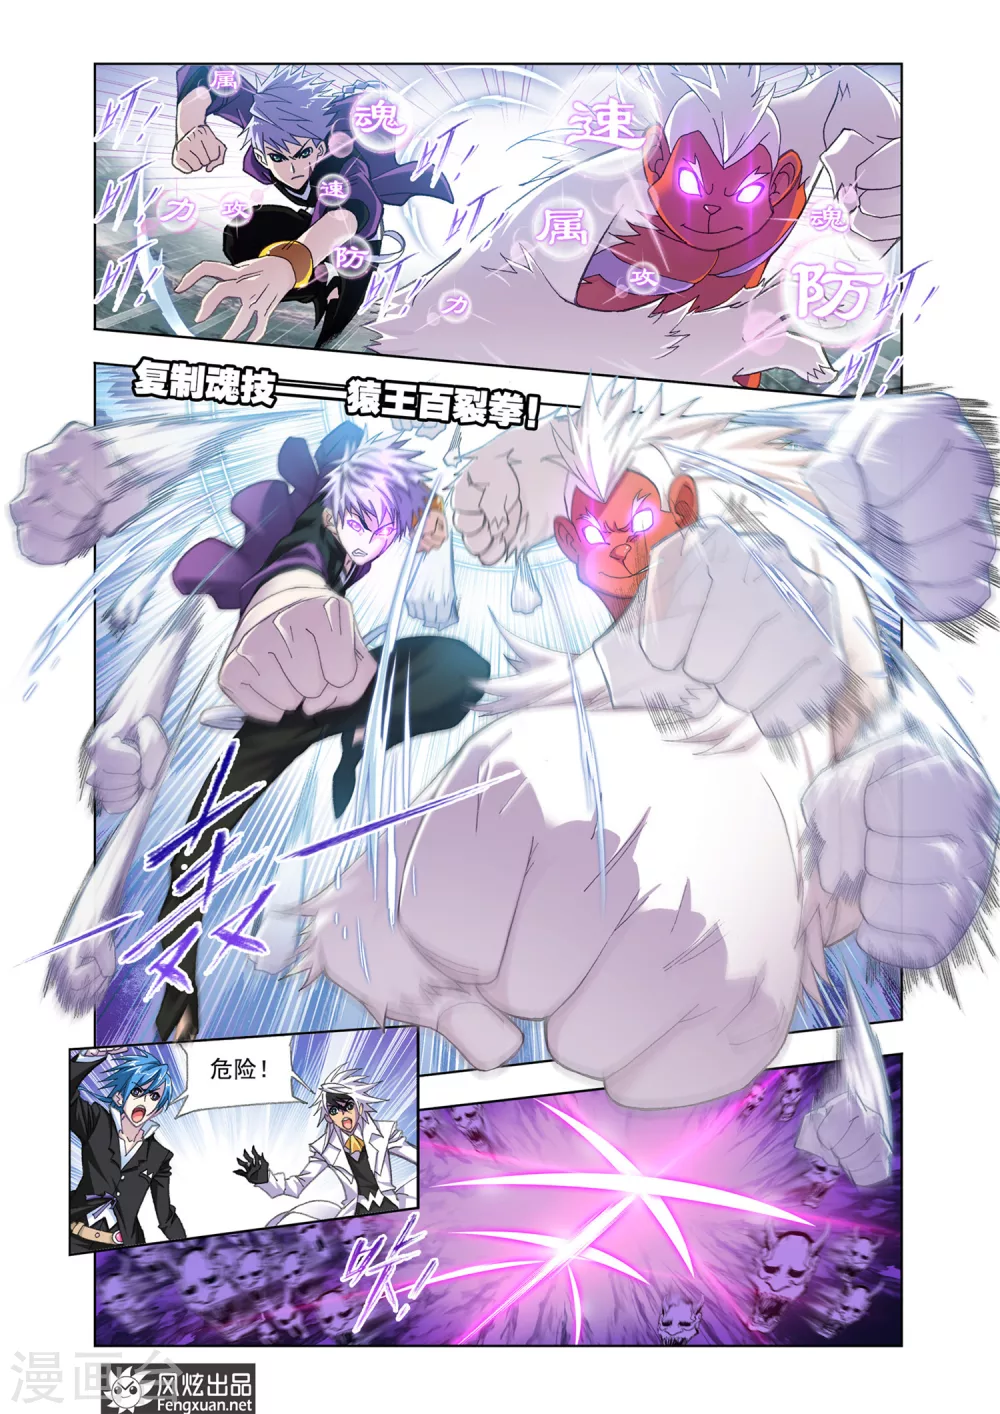 叮! 叮! 叮!
属 魂 速 力 攻 防
叮! 叮! 叮!
速 属 魂 攻 防 力
叮! 叮!
复制魂技——猿王百裂拳!
轰
危险!
咔!
漫画台
风炫出品
Fengxuan.net